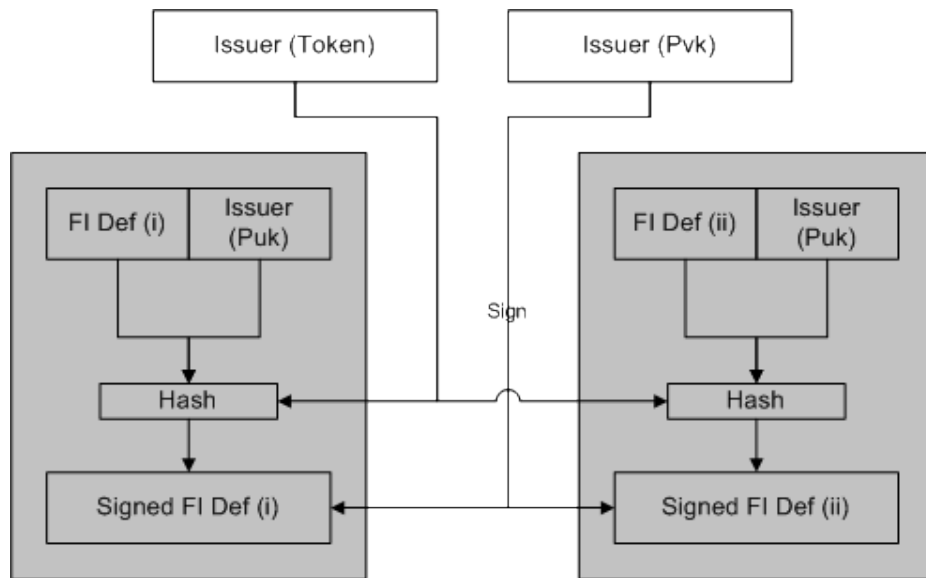 Issuer (Token)
Issuer (Pvk)
FI Def (i)
Issuer
(Puk)
FI Def (ii)
Issuer
(Puk)
Sign
Hash
Hash
Signed FI Def (i)
Signed FI Def (ii)